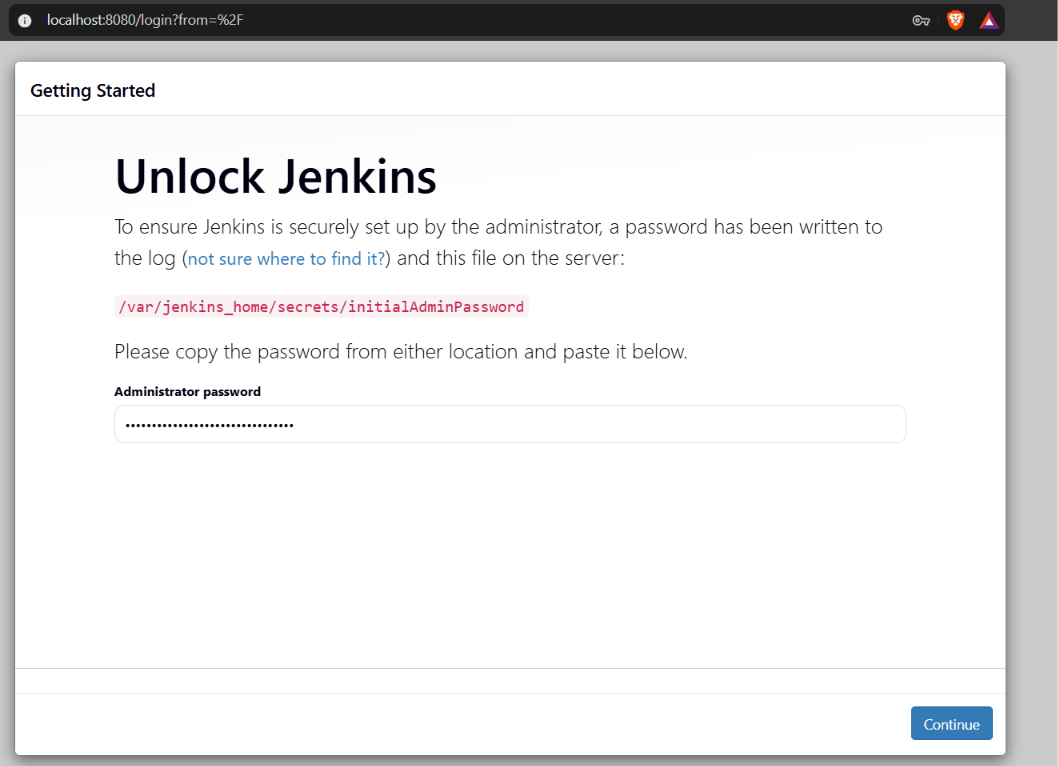 localhost:8080/login?from=%2F
Getting Started
Unlock Jenkins
To ensure Jenkins is securely set up by the administrator, a password has been written to
the log (not sure where to find it?) and this file on the server:
/var/jenkins_home/secrets/initialAdminPassword
Please copy the password from either location and paste it below.
Administrator password
••••••••••••••••••••••••••••••••
Continue